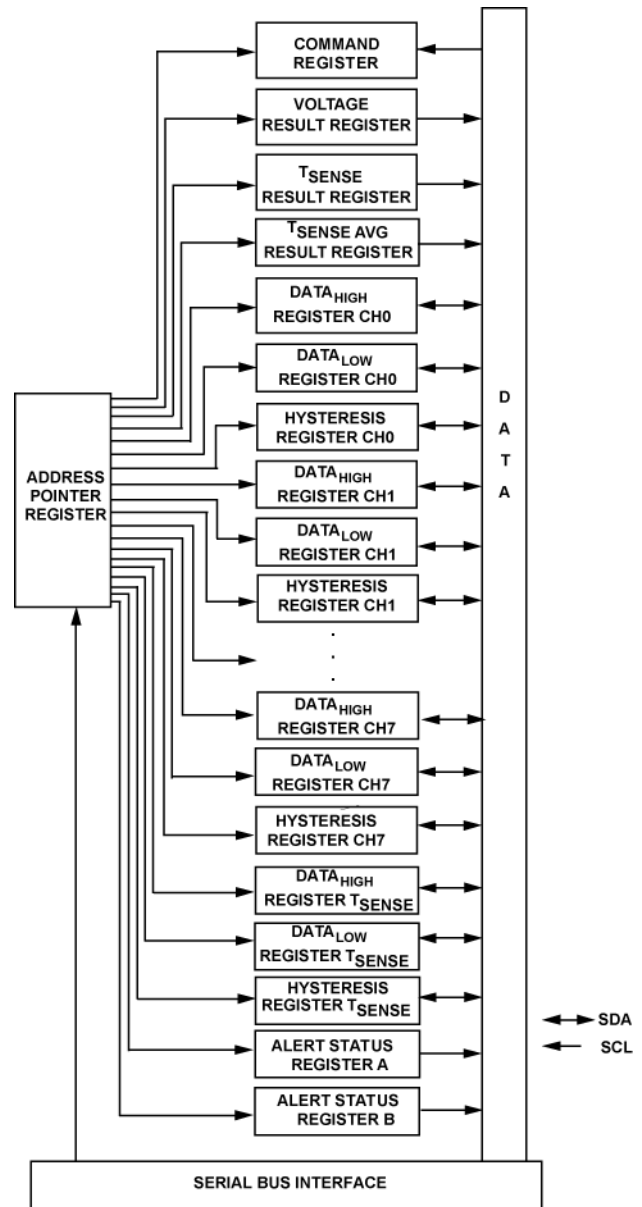 COMMAND
REGISTER
VOLTAGE
RESULT REGISTER
TSENSE
RESULT REGISTER
TSENSE AVG
RESULT REGISTER
DATAHIGH
REGISTER CH0
DATALOW
REGISTER CH0
HYSTERESIS
REGISTER CH0
DATAHIGH
REGISTER CH1
DATALOW
REGISTER CH1
HYSTERESIS
REGISTER CH1
DATAHIGH
REGISTER CH7
DATALOW
REGISTER CH7
HYSTERESIS
REGISTER CH7
DATAHIGH
REGISTER TSENSE
DATALOW
REGISTER TSENSE
HYSTERESIS
REGISTER TSENSE
ALERT STATUS
REGISTER A
ALERT STATUS
REGISTER B
ADDRESS
POINTER
REGISTER
D
A
T
A
SDA
SCL
SERIAL BUS INTERFACE